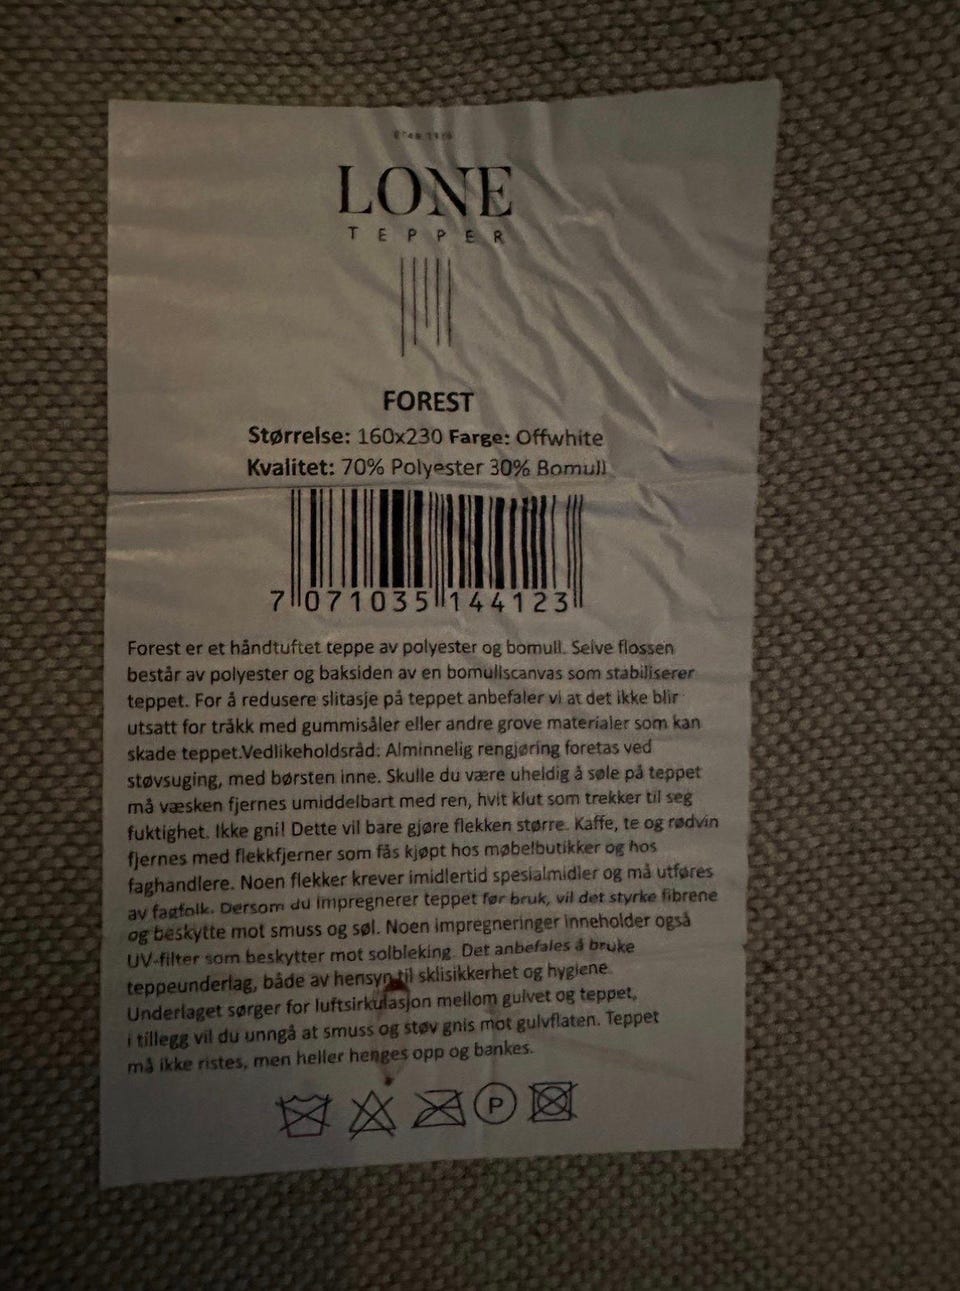 LONE
TEPPER
FOREST
Størrelse: 160x230 Farge: Offwhite
Kvalitet: 70% Polyester 30% Bomull
7 071035 144123
Forest er et håndtuftet teppe av polyester og bomull. Selve flossen
består av polyester og baksiden av en bomullscanvas som stabiliserer
teppet. For å redusere slitasje på teppet anbefaler vi at det ikke blir
utsatt for tråkk med gummisåler eller andre grove materialer som kan
skade teppet.Vedlikeholdsråd: Alminnelig rengjøring foretas ved
støvsuging, med børsten inne. Skulle du være uheldig å søle på teppet
må væsken fjernes umiddelbart med ren, hvit klut som trekker til seg
fuktighet. Ikke gni! Dette vil bare gjøre flekken større. Kaffe, te og rødvin
fjernes med flekkfjerner som fås kjøpt hos møbelbutikker og hos
faghandlere. Noen flekker krever imidlertid spesialmidler og må utføres
av fagfolk. Dersom du impregnerer teppet før bruk, vil det styrke fibrene
og beskytte mot smuss og søl. Noen impregneringer inneholder også
UV-filter som beskytter mot solbleking. Det anbefales å bruke
teppeunderlag, både av hensyn til sklisikkerhet og hygiene.
Underlaget sørger for luftsirkulasjon mellom gulvet og teppet,
i tillegg vil du unngå at smuss og støv gnis mot gulvflaten. Teppet
må ikke ristes, men heller henges opp og bankes.
P